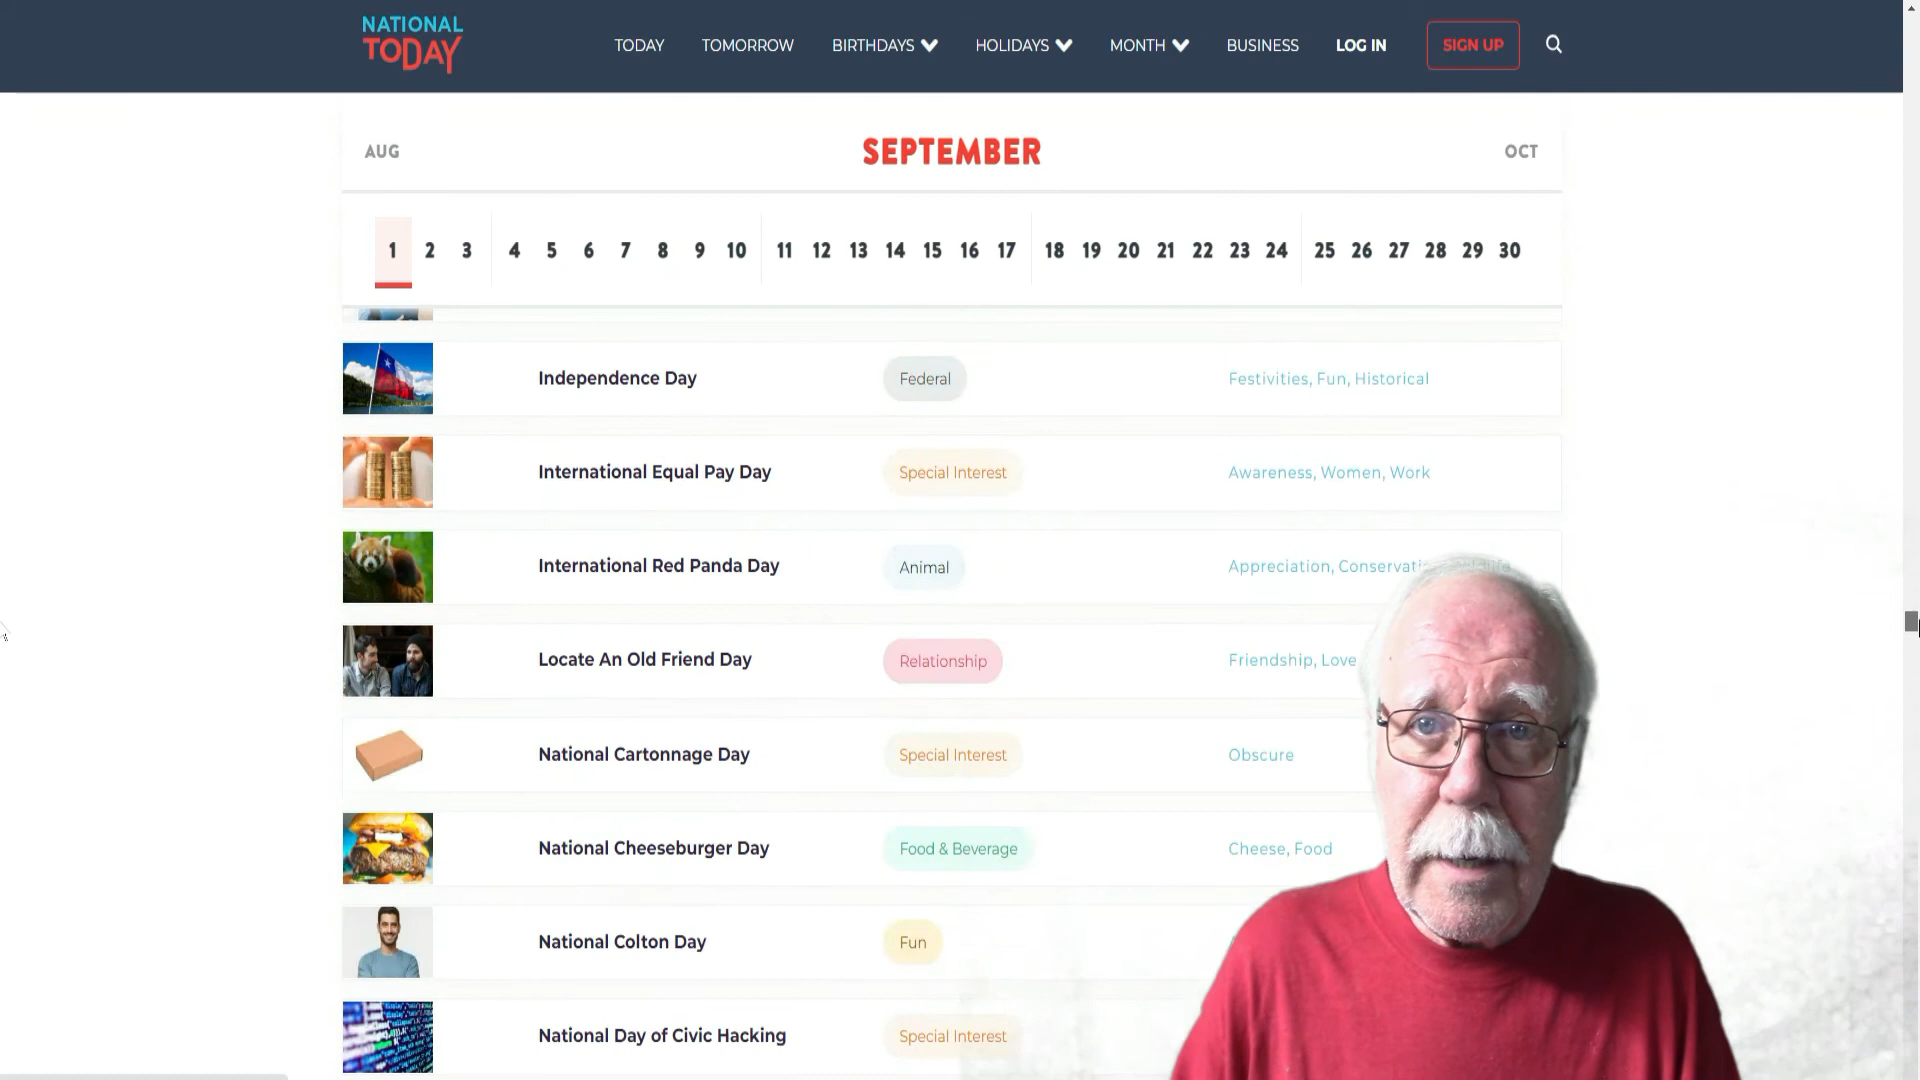 NATIONAL
TODAY
TODAY TOMORROW BIRTHDAYS HOLIDAYS MONTH BUSINESS LOG IN SIGN UP
AUG SEPTEMBER OCT
1 2 3 4 5 6 7 8 9 10 11 12 13 14 15 16 17 18 19 20 21 22 23 24 25 26 27 28 29 30
Independence Day Federal Festivities, Fun, Historical
International Equal Pay Day Special Interest Awareness, Women, Work
International Red Panda Day Animal Appreciation,
Locate An Old Friend Day Relationship Friendship, Love
National Cartonnage Day Special Interest Obscure
National Cheeseburger Day Food & Beverage Cheese, Food
National Colton Day Fun
National Day of Civic Hacking Special Interest